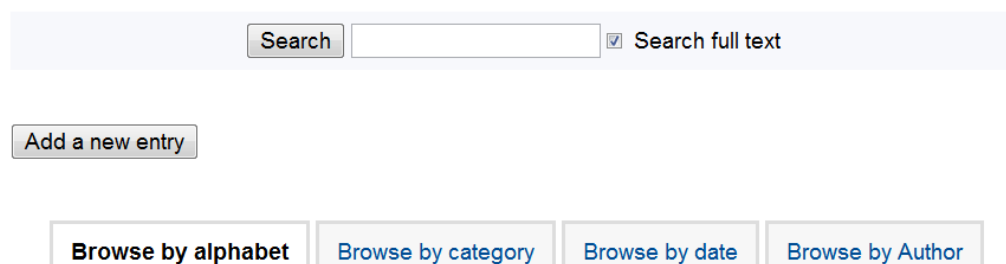 Search Search full text
Add a new entry
Browse by alphabet Browse by category Browse by date Browse by Author